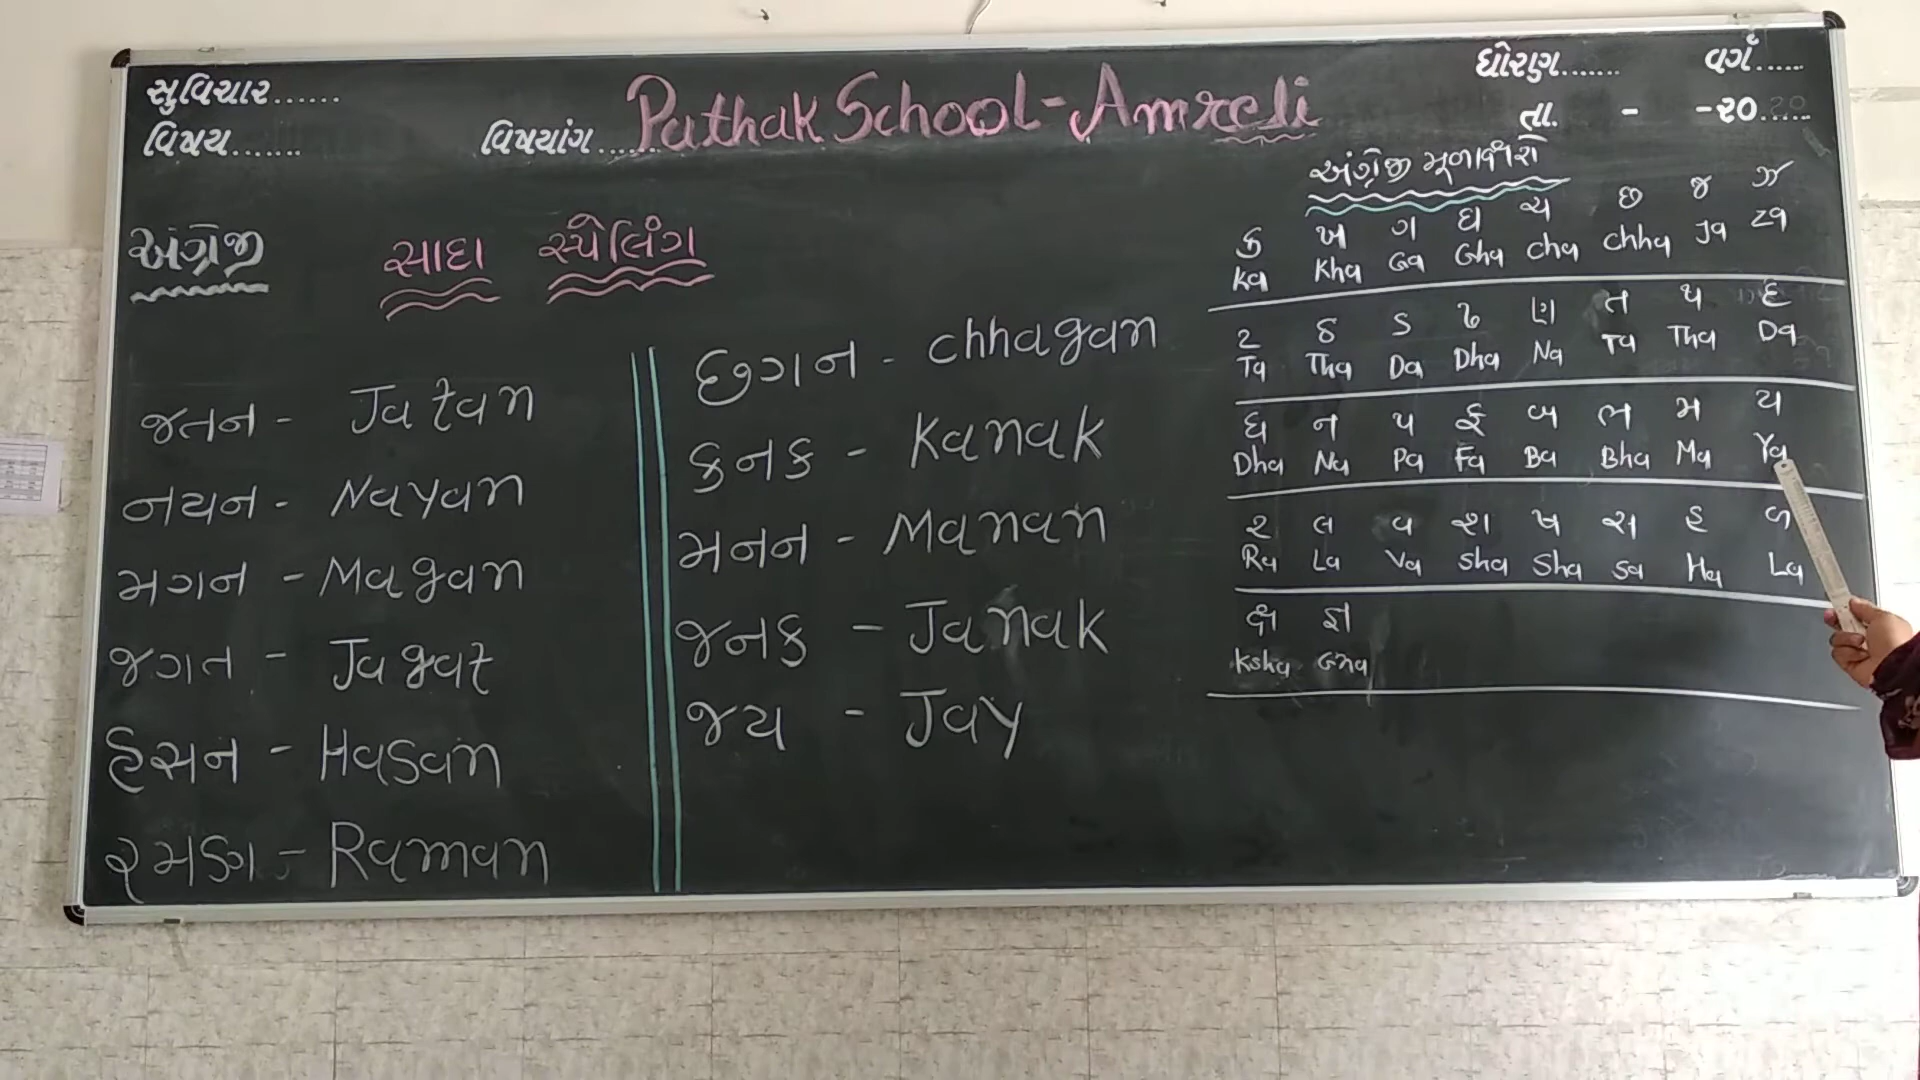 સુવિચાર......
વિષય.......
વિષયાંગ......
Pathak School-Amreli
ધોરણ.......
વર્ગ.....
તા. - -૨૦.....
અંગ્રેજી
સાદા સ્પેલિંગ
જતન - Jatan
નયન - Nayan
મગન - Magan
જગત - Jagat
હસન - Hasan
રમણ - Raman
છગન - chhagan
કનક - Kanak
મનન - Manan
જનક - Janak
જય - Jay
અંગ્રેજી મૂળાક્ષરો
ક ખ ગ ઘ ચ છ જ ઝ
Ka Kha Ga Gha cha chha Ja Za
ટ ઠ ડ ઢ ણ ત થ દ
Ta Tha Da Dha Na Ta Tha Da
ધ ન પ ફ બ ભ મ ય
Dha Na Pa Fa Ba Bha Ma Ya
ર લ વ શ ષ સ હ ળ
Ra La Va Sha Sha Sa Ha La
ક્ષ જ્ઞ
Ksha Gna